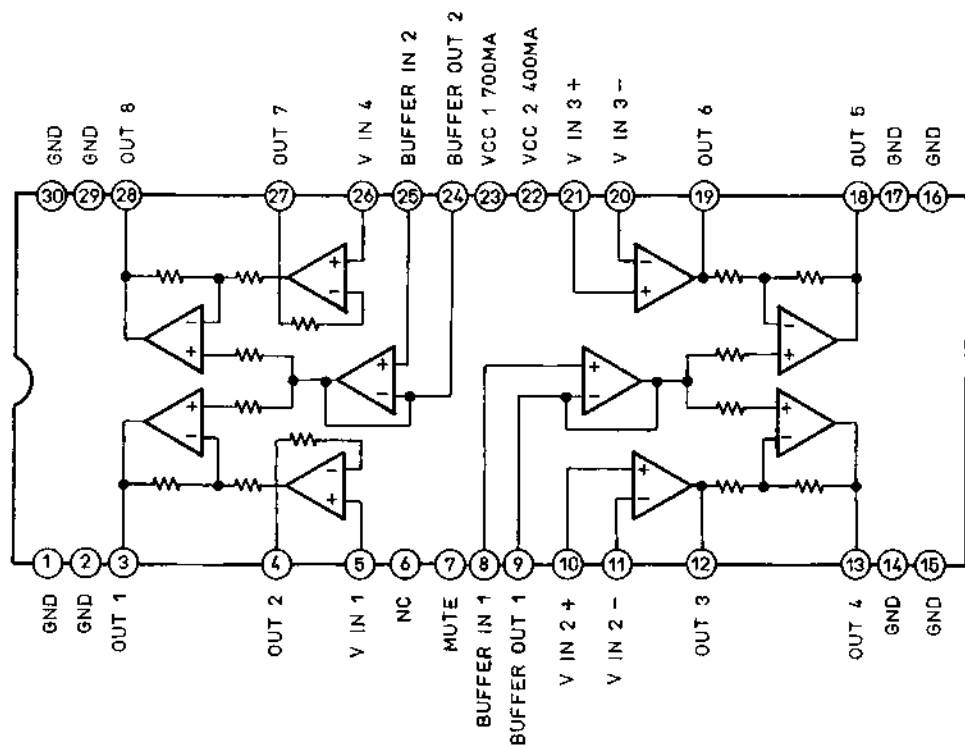 GND
GND
OUT 8
OUT 7
V IN 4
BUFFER IN 2
BUFFER OUT 2
VCC 1 700MA
VCC 2 400MA
V IN 3 +
V IN 3 -
OUT 6
OUT 5
GND
GND
30 29 28 27 26 25 24 23 22 21 20 19 18 17 16
+
-
-
+
-
+
-
+
+
-
+
-
-
+
+
-
-
+
+
-
+
-
1 2 3 4 5 6 7 8 9 10 11 12 13 14 15
GND
GND
OUT 1
OUT 2
V IN 1
NC
MUTE
BUFFER IN 1
BUFFER OUT 1
V IN 2 +
V IN 2 -
OUT 3
OUT 4
GND
GND